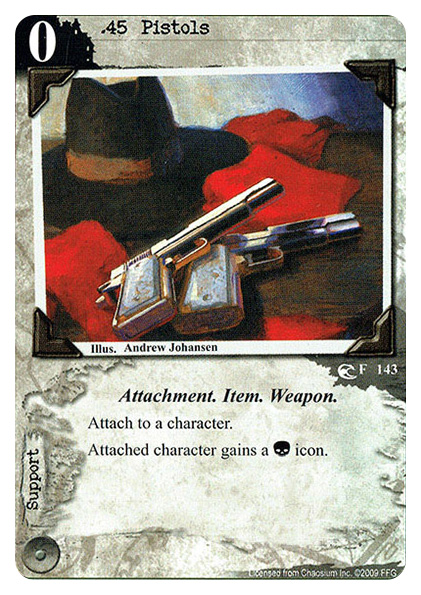 0
.45 Pistols
Illus. Andrew Johansen
F 143
Attachment. Item. Weapon.
Attach to a character.
Attached character gains a icon.
Support
Licensed from Chaosium Inc. ©2009 FFG